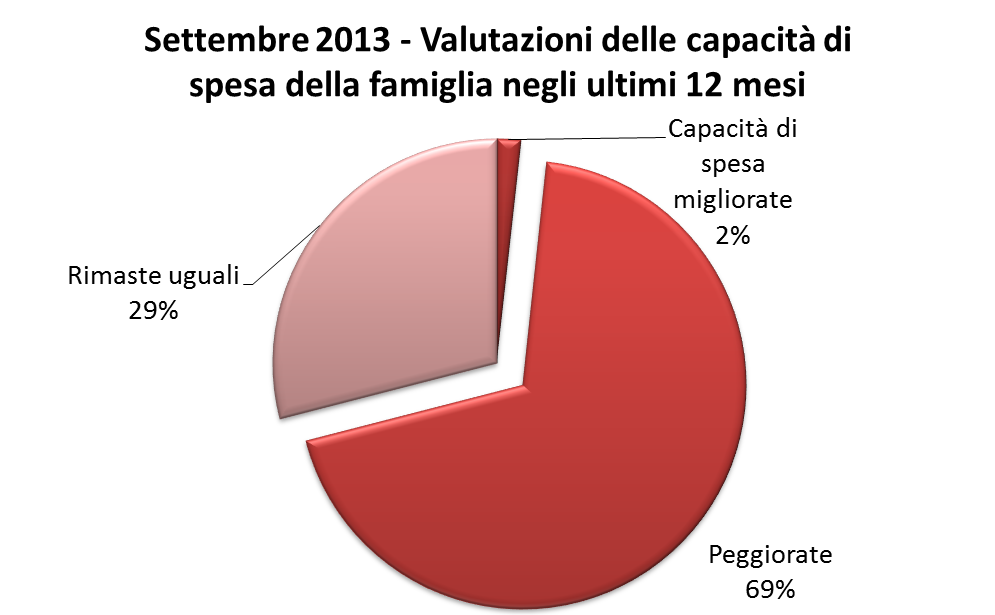 Settembre 2013 - Valutazioni delle capacità di
spesa della famiglia negli ultimi 12 mesi
Capacità di
spesa
migliorate
2%
Rimaste uguali
29%
Peggiorate
69%